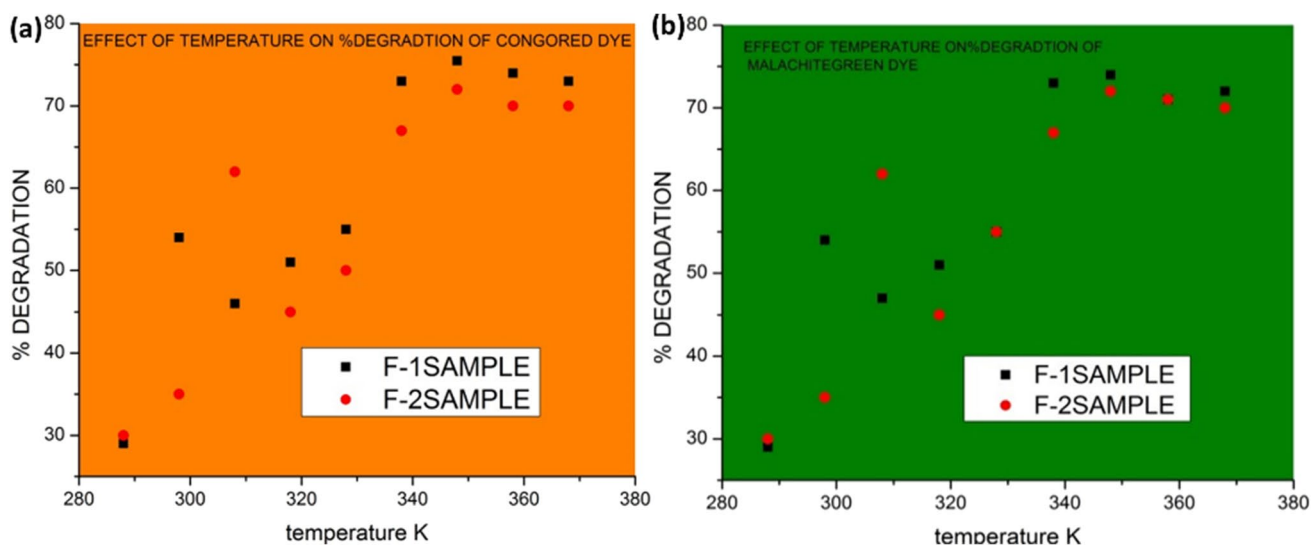 (a)
EFFECT OF TEMPERATURE ON %DEGRADTION OF CONGORED DYE
80
70
60
50
40
30
% DEGRADATION
F-1SAMPLE
F-2SAMPLE
280 300 320 340 360 380
temperature K
(b)
EFFECT OF TEMPERATURE ON%DEGRADTION OF
MALACHITEGREEN DYE
80
70
60
50
40
30
% DEGRADATION
F-1SAMPLE
F-2SAMPLE
280 300 320 340 360 380
temperature K